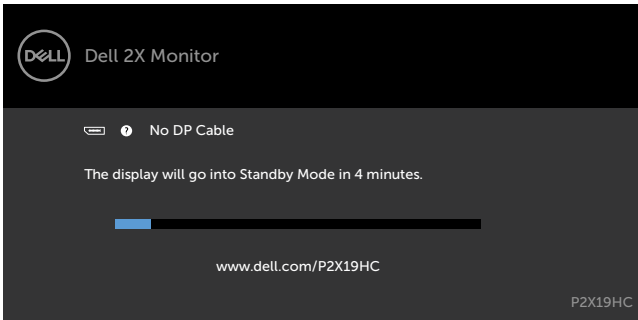 DELL
Dell 2X Monitor
? No DP Cable
The display will go into Standby Mode in 4 minutes.
www.dell.com/P2X19HC
P2X19HC